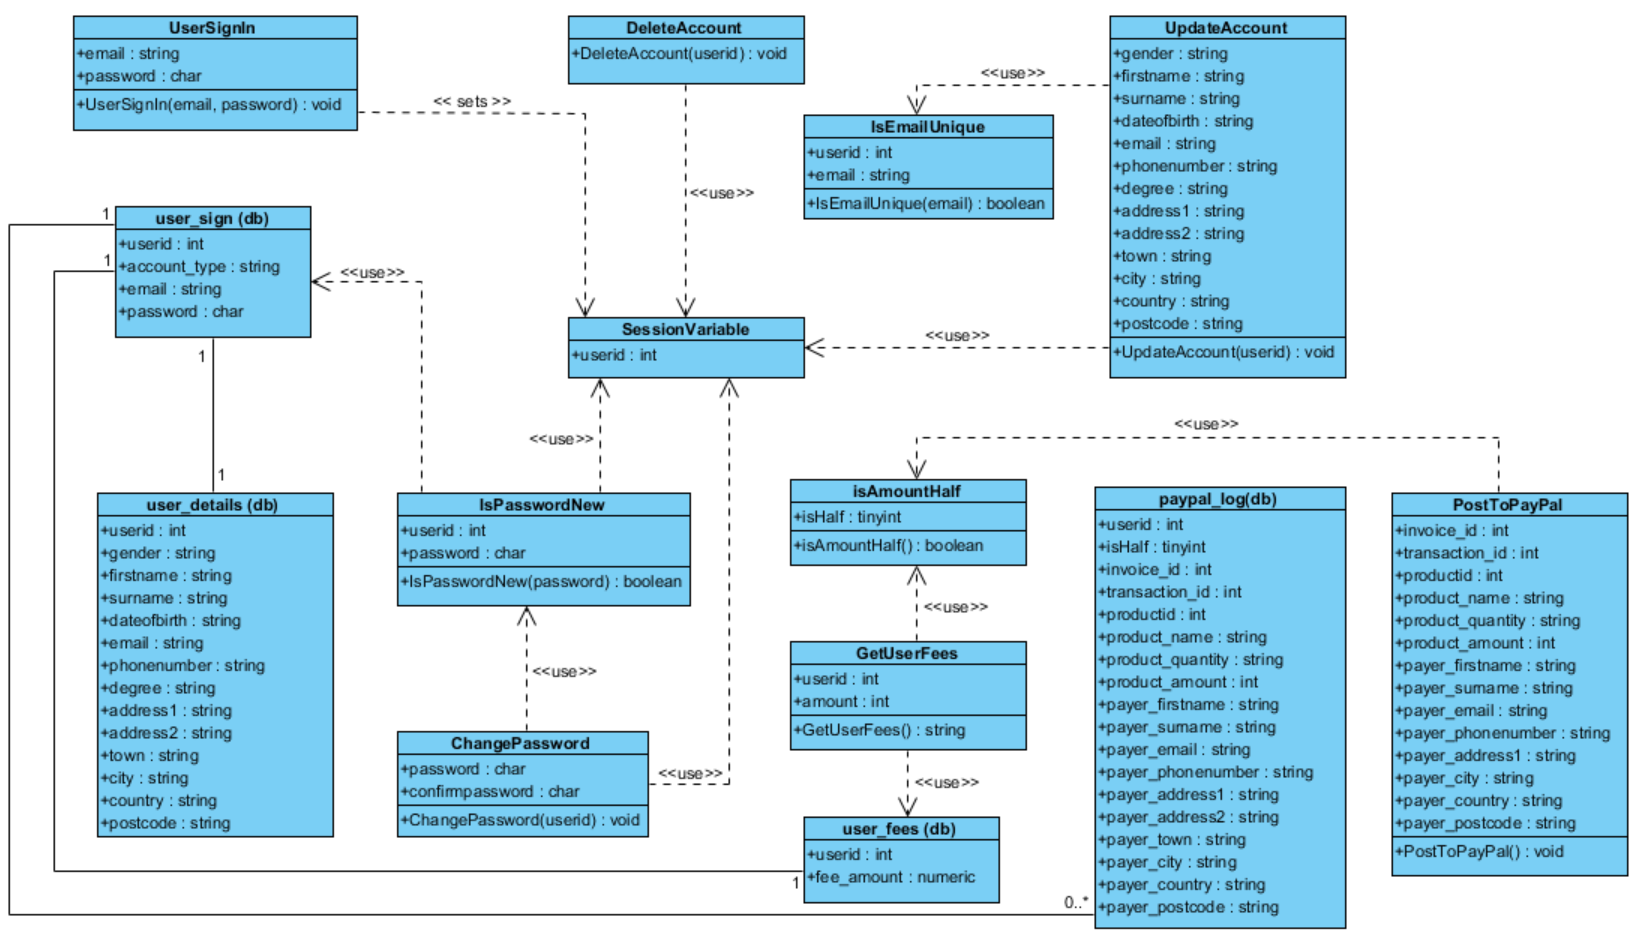 UserSignIn
+email : string
+password : char
+UserSignIn(email, password) : void
<< sets >>
DeleteAccount
+DeleteAccount(userid) : void
<<use>>
UpdateAccount
+gender : string
+firstname : string
+surname : string
+dateofbirth : string
+email : string
+phonenumber : string
+degree : string
+address1 : string
+address2 : string
+town : string
+city : string
+country : string
+postcode : string
+UpdateAccount(userid) : void
<<use>>
IsEmailUnique
+userid : int
+email : string
+IsEmailUnique(email) : boolean
<<use>>
1
1
user_sign (db)
+userid : int
+account_type : string
+email : string
+password : char
1
<<use>>
SessionVariable
+userid : int
1
user_details (db)
+userid : int
+gender : string
+firstname : string
+surname : string
+dateofbirth : string
+email : string
+phonenumber : string
+degree : string
+address1 : string
+address2 : string
+town : string
+city : string
+country : string
+postcode : string
<<use>>
IsPasswordNew
+userid : int
+password : char
+IsPasswordNew(password) : boolean
<<use>>
ChangePassword
+password : char
+confirmpassword : char
+ChangePassword(userid) : void
<<use>>
<<use>>
isAmountHalf
+isHalf : tinyint
+isAmountHalf() : boolean
<<use>>
GetUserFees
+userid : int
+amount : int
+GetUserFees() : string
<<use>>
user_fees (db)
+userid : int
+fee_amount : numeric
1
paypal_log(db)
+userid : int
+isHalf : tinyint
+invoice_id : int
+transaction_id : int
+productid : int
+product_name : string
+product_quantity : string
+product_amount : int
+payer_firstname : string
+payer_surname : string
+payer_email : string
+payer_phonenumber : string
+payer_address1 : string
+payer_address2 : string
+payer_town : string
+payer_city : string
+payer_country : string
+payer_postcode : string
0..*
PostToPayPal
+invoice_id : int
+transaction_id : int
+productid : int
+product_name : string
+product_quantity : string
+product_amount : int
+payer_firstname : string
+payer_surname : string
+payer_email : string
+payer_phonenumber : string
+payer_address1 : string
+payer_city : string
+payer_country : string
+payer_postcode : string
+PostToPayPal() : void